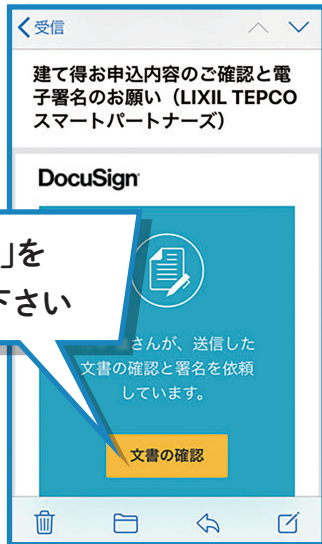 受信
建て得お申込内容のご確認と電
子署名のお願い（LIXIL TEPCO
スマートパートナーズ）
DocuSign
」を
下さい
さんが、送信した
文書の確認と署名を依頼
しています。
文書の確認